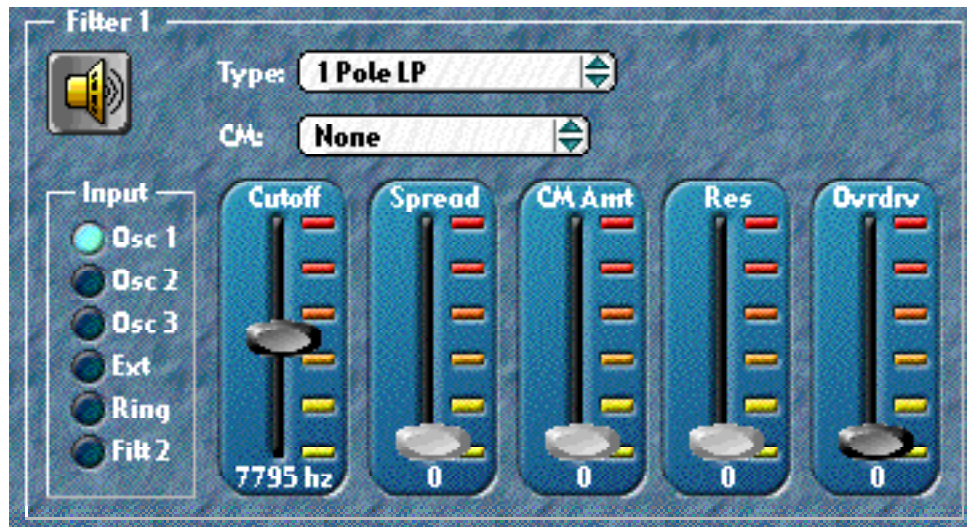 Filter 1
Type: 1 Pole LP
CM: None
Input
Osc 1
Osc 2
Osc 3
Ext
Ring
Filt 2
Cutoff Spread CM Amt Res Ovrdrv
7795 hz 0 0 0 0